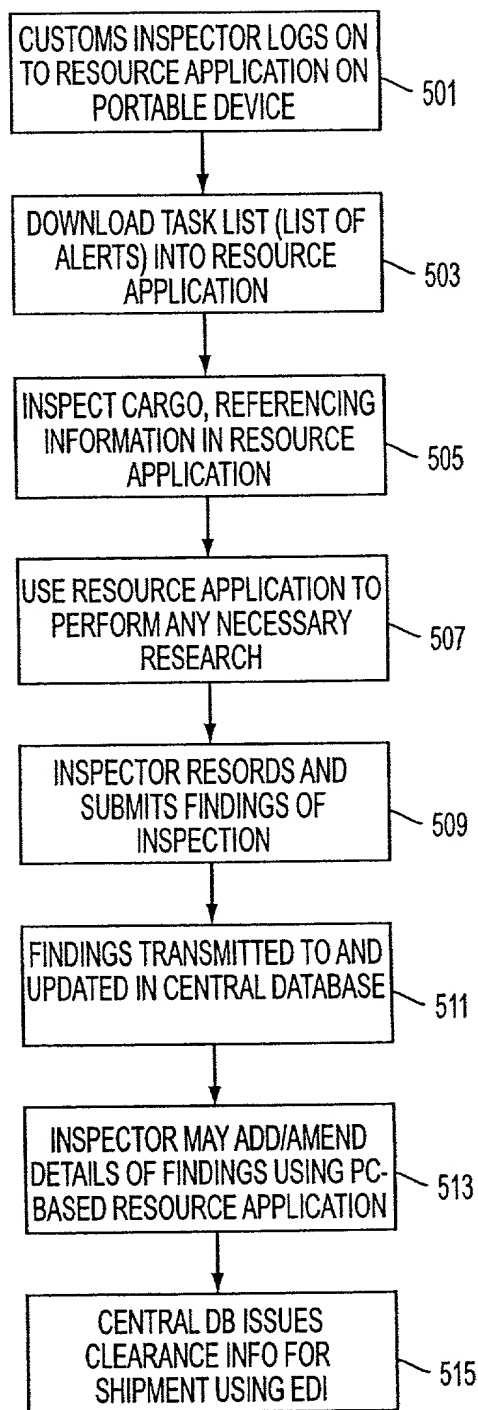 CUSTOMS INSPECTOR LOGS ON
TO RESOURCE APPLICATION ON
PORTABLE DEVICE
501
DOWNLOAD TASK LIST (LIST OF
ALERTS) INTO RESOURCE
APPLICATION
503
INSPECT CARGO, REFERENCING
INFORMATION IN RESOURCE
APPLICATION
505
USE RESOURCE APPLICATION TO
PERFORM ANY NECESSARY
RESEARCH
507
INSPECTOR RESORDS AND
SUBMITS FINDINGS OF
INSPECTION
509
FINDINGS TRANSMITTED TO AND
UPDATED IN CENTRAL DATABASE
511
INSPECTOR MAY ADD/AMEND
DETAILS OF FINDINGS USING PC-
BASED RESOURCE APPLICATION
513
CENTRAL DB ISSUES
CLEARANCE INFO FOR
SHIPMENT USING EDI
515